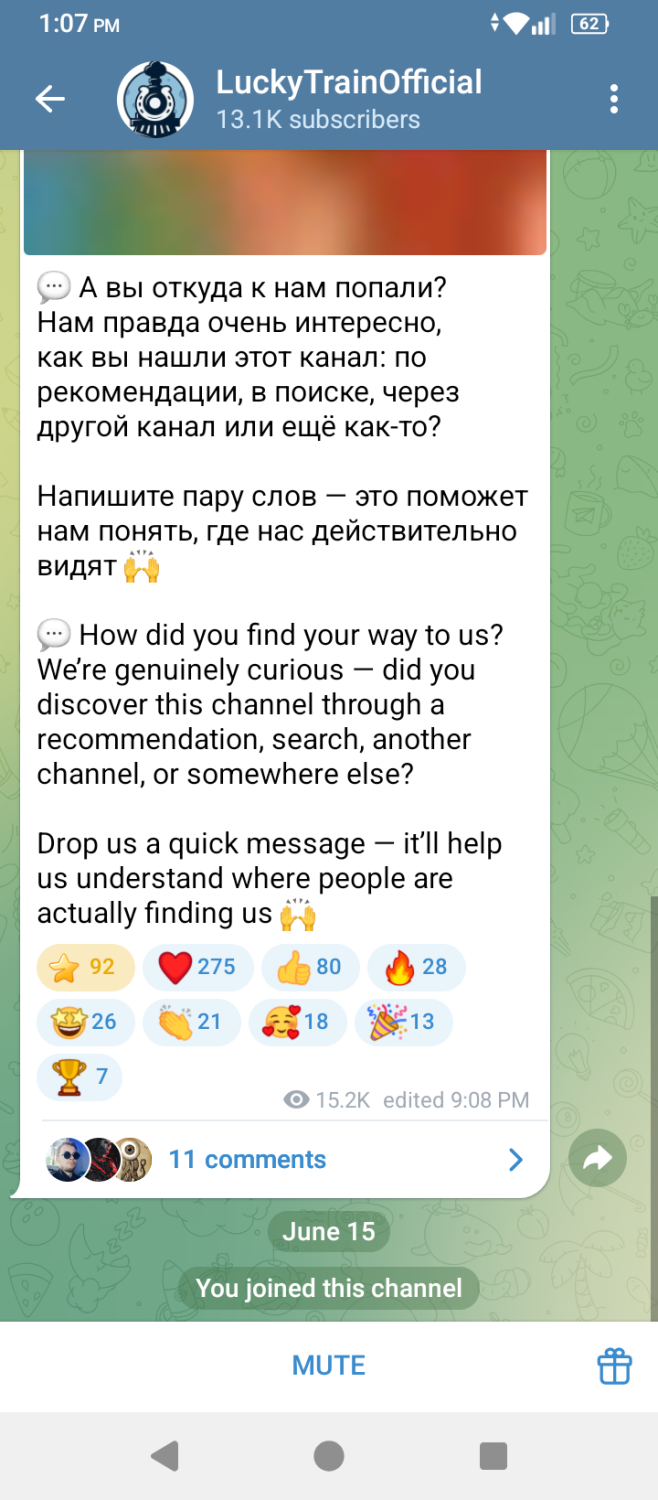 1:07 PM
62
LuckyTrainOfficial
13.1K subscribers
💬 А вы откуда к нам попали?
Нам правда очень интересно,
как вы нашли этот канал: по
рекомендации, в поиске, через
другой канал или ещё как-то?
Напишите пару слов — это поможет
нам понять, где нас действительно
видят 🙌
💬 How did you find your way to us?
We’re genuinely curious — did you
discover this channel through a
recommendation, search, another
channel, or somewhere else?
Drop us a quick message — it’ll help
us understand where people are
actually finding us 🙌
⭐ 92 ❤️ 275 👍 80 🔥 28
🤩 26 👏 21 🥰 18 🎉 13
🏆 7
15.2K edited 9:08 PM
11 comments
June 15
You joined this channel
MUTE